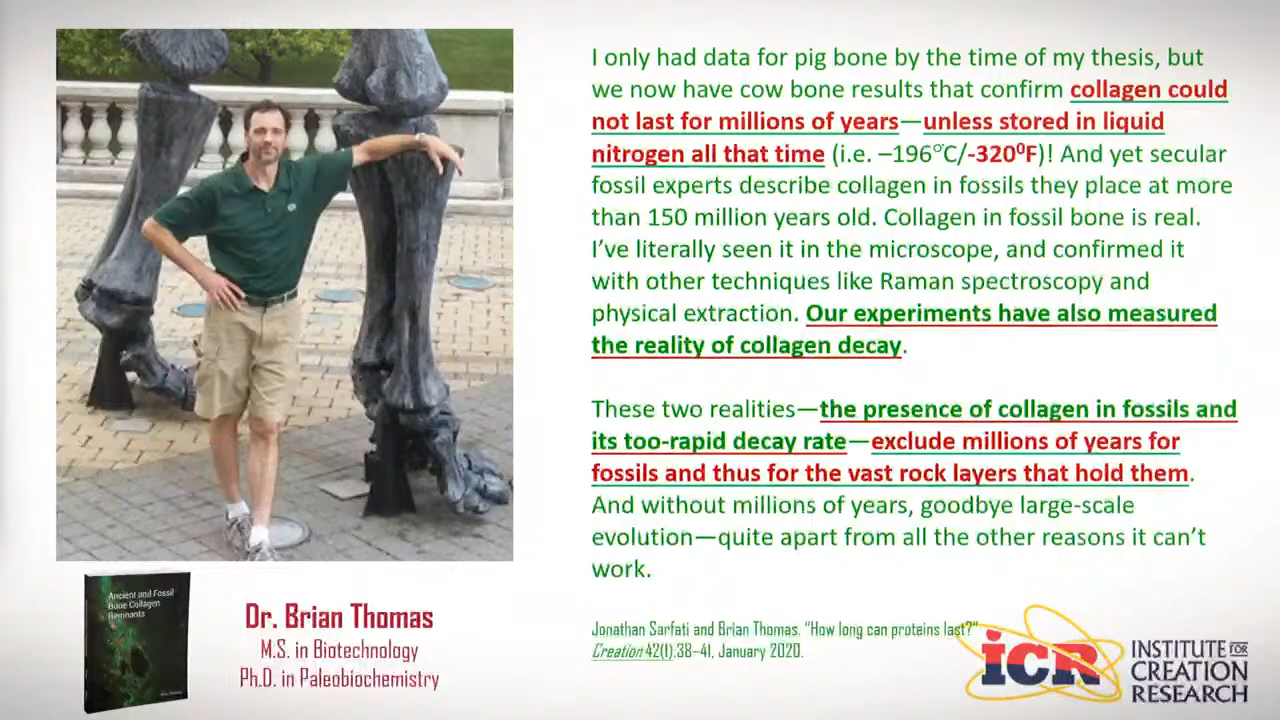 I only had data for pig bone by the time of my thesis, but
we now have cow bone results that confirm collagen could
not last for millions of years—unless stored in liquid
nitrogen all that time (i.e. –196°C/-320⁰F)! And yet secular
fossil experts describe collagen in fossils they place at more
than 150 million years old. Collagen in fossil bone is real.
I've literally seen it in the microscope, and confirmed it
with other techniques like Raman spectroscopy and
physical extraction. Our experiments have also measured
the reality of collagen decay.
These two realities—the presence of collagen in fossils and
its too-rapid decay rate—exclude millions of years for
fossils and thus for the vast rock layers that hold them.
And without millions of years, goodbye large-scale
evolution—quite apart from all the other reasons it can't
work.
Ancient and Fossil
Bone Collagen
Remnants
Dr. Brian Thomas
M.S. in Biotechnology
Ph.D. in Paleobiochemistry
Jonathan Sarfati and Brian Thomas, "How long can proteins last?"
Creation 42(1):38–41, January 2020.
iCR
INSTITUTE FOR
CREATION
RESEARCH